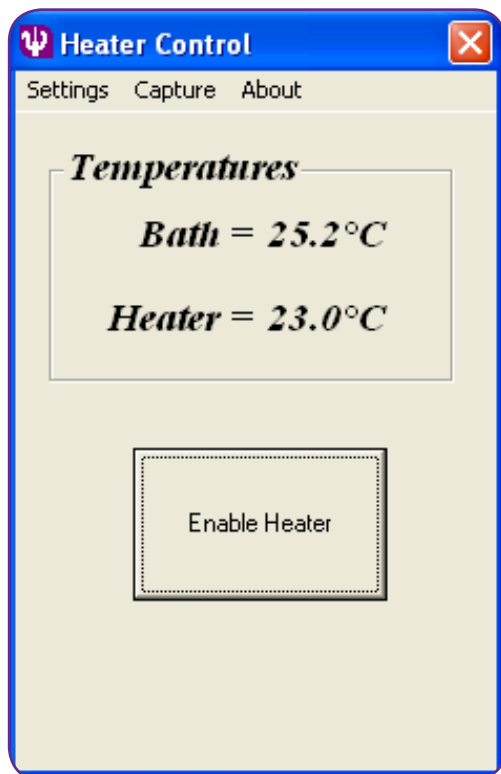 Heater Control
Settings Capture About
Temperatures
Bath = 25.2°C
Heater = 23.0°C
Enable Heater